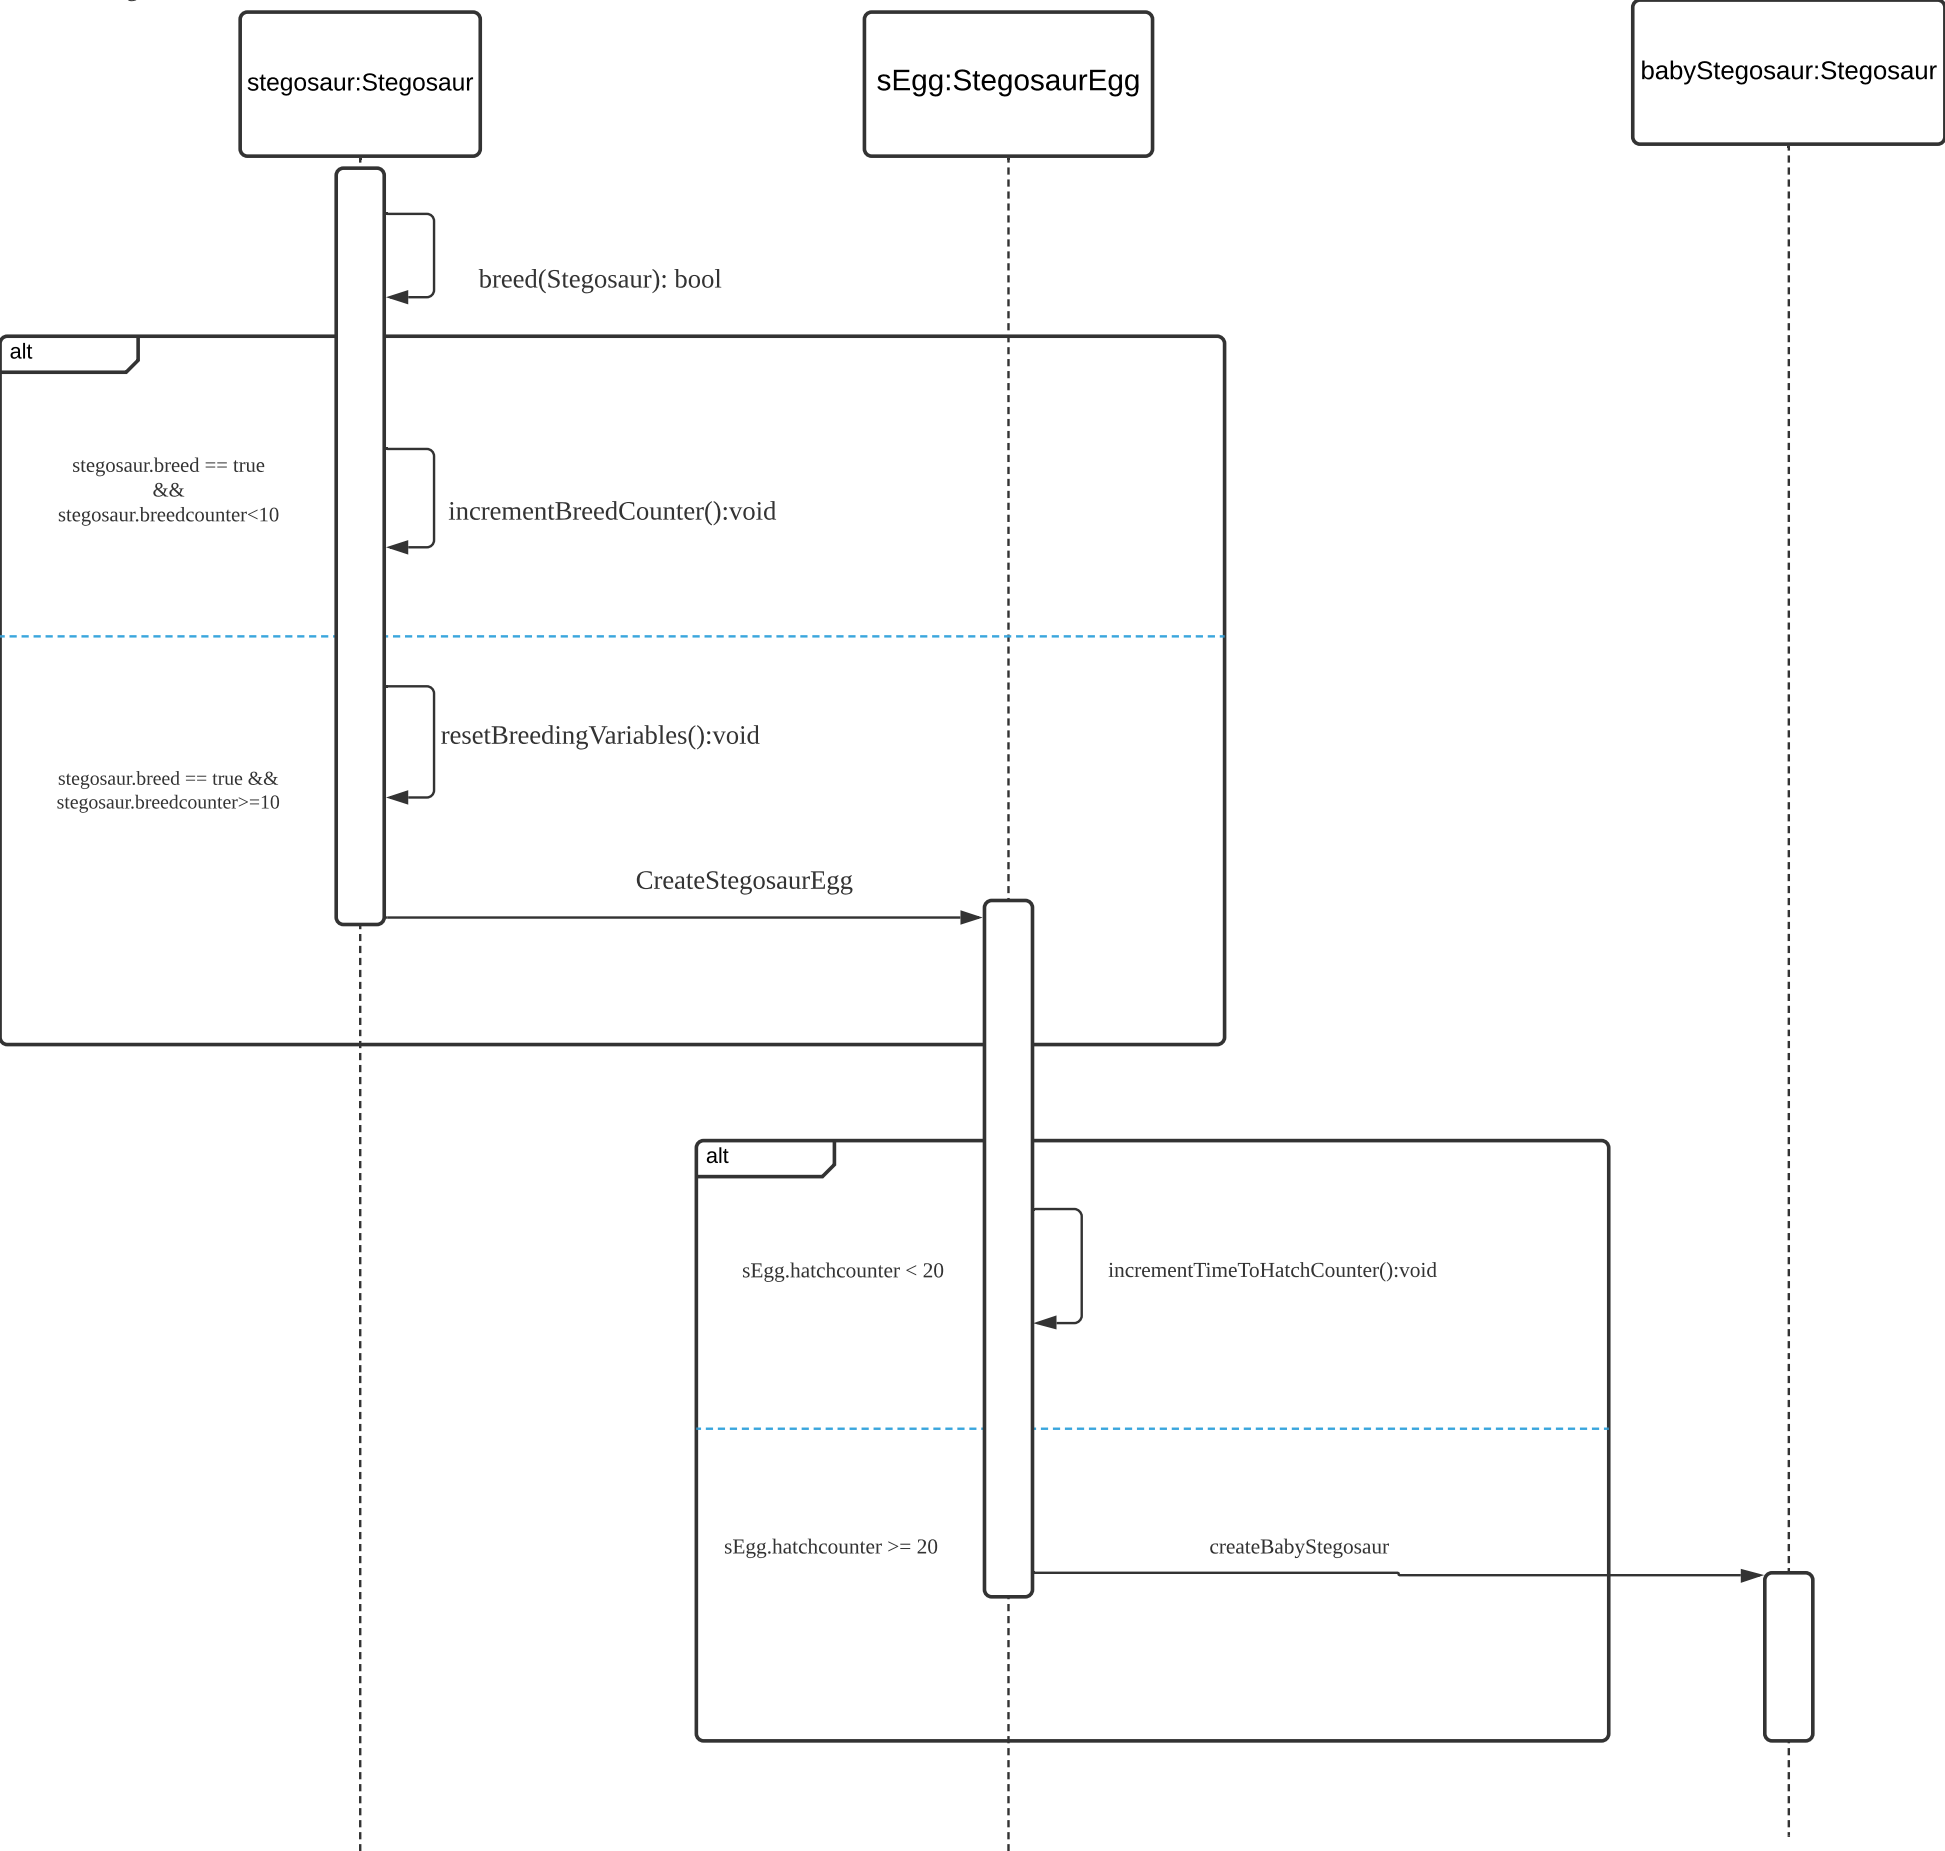 stegosaur:Stegosaur
sEgg:StegosaurEgg
babyStegosaur:Stegosaur
breed(Stegosaur): bool
alt
stegosaur.breed == true
&&
stegosaur.breedcounter<10
incrementBreedCounter():void
resetBreedingVariables():void
stegosaur.breed == true &&
stegosaur.breedcounter>=10
CreateStegosaurEgg
alt
sEgg.hatchcounter < 20
incrementTimeToHatchCounter():void
sEgg.hatchcounter >= 20
createBabyStegosaur